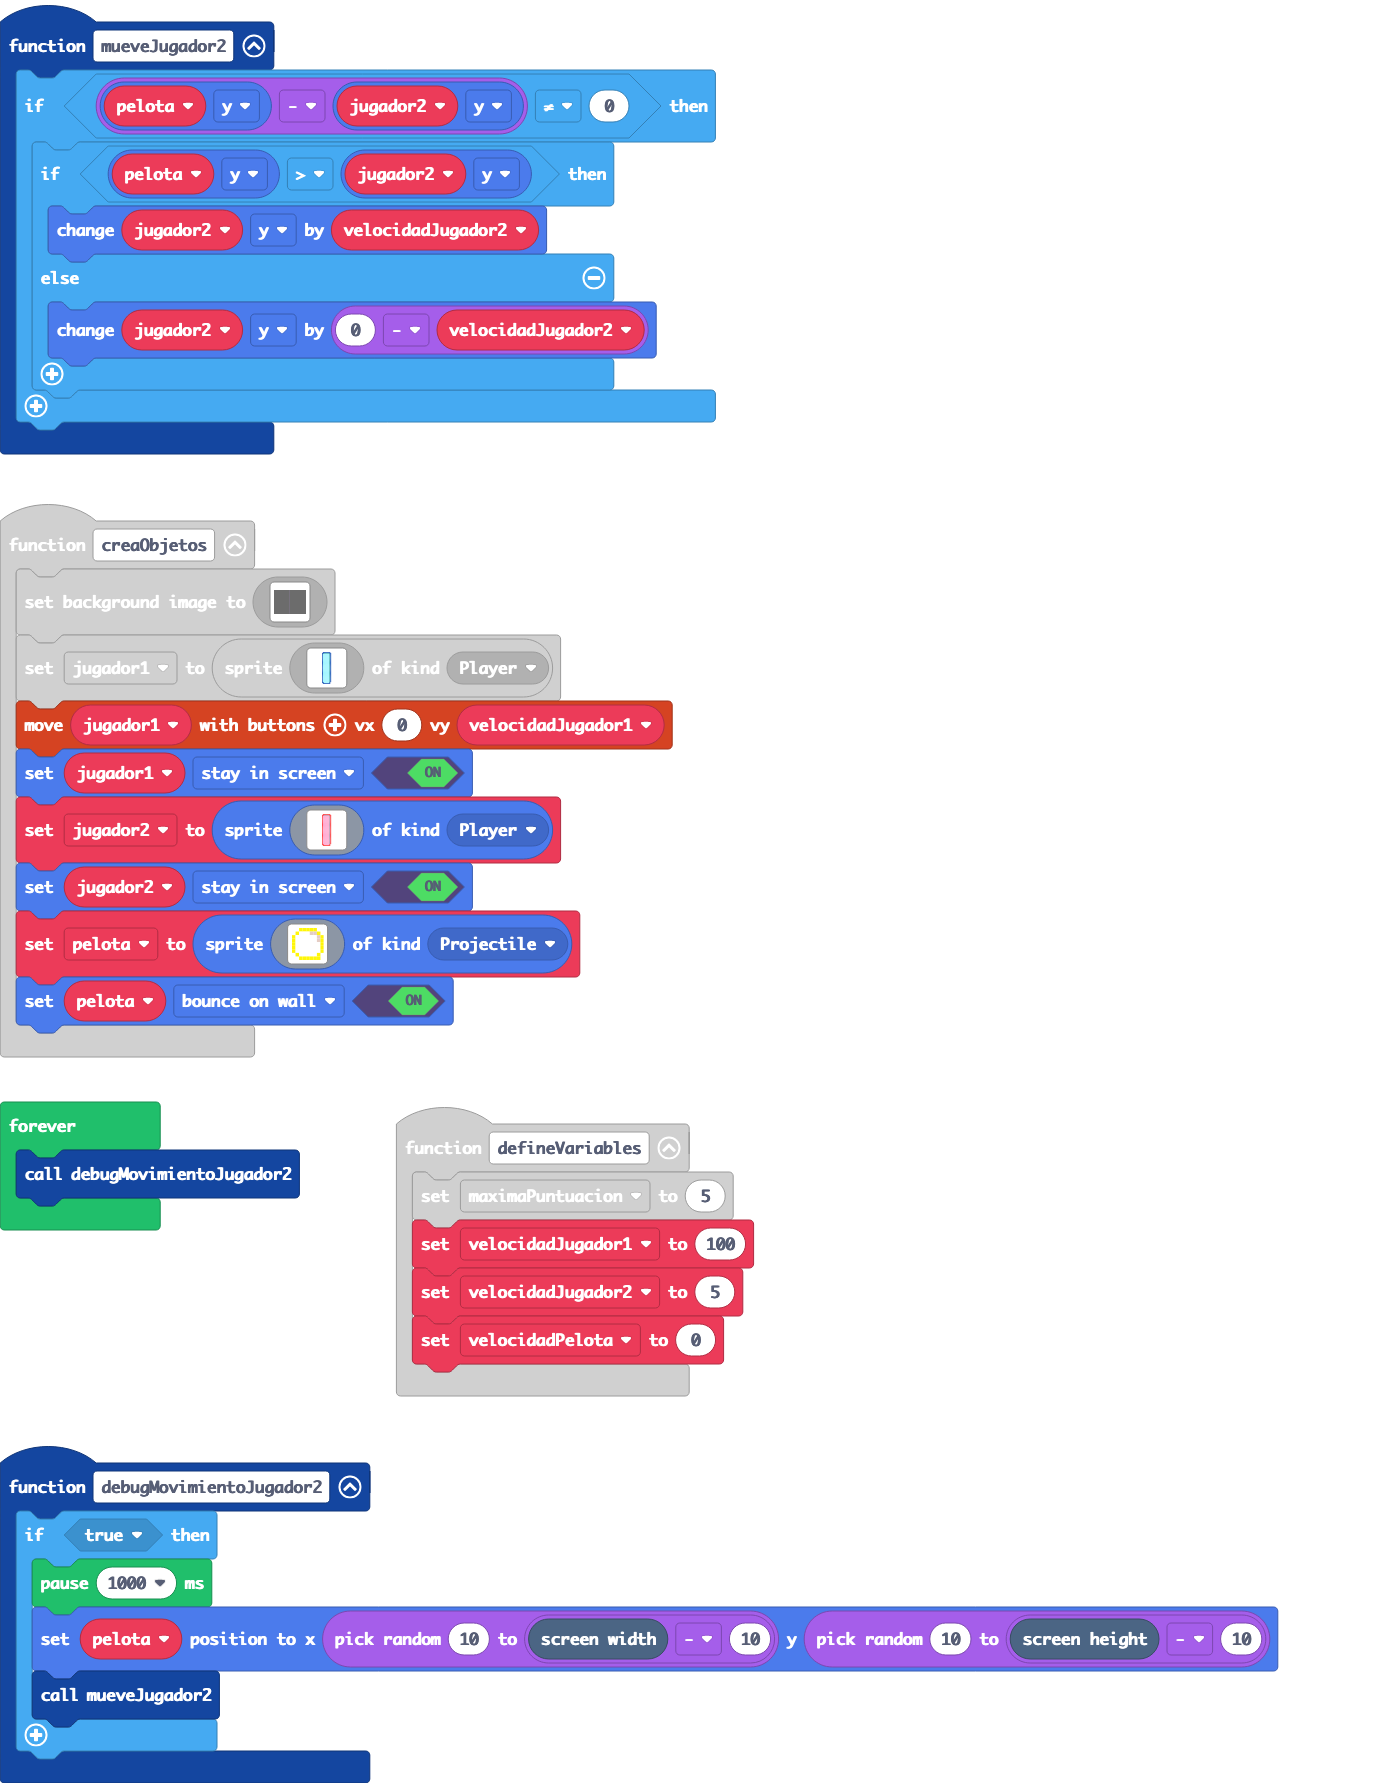 function mueveJugador2
if pelota y - jugador2 y ≠ 0 then
if pelota y > jugador2 y then
change jugador2 y by velocidadJugador2
else
change jugador2 y by 0 - velocidadJugador2
function creaObjetos
set background image to
set jugador1 to sprite of kind Player
move jugador1 with buttons vx 0 vy velocidadJugador1
set jugador1 stay in screen ON
set jugador2 to sprite of kind Player
set jugador2 stay in screen ON
set pelota to sprite of kind Projectile
set pelota bounce on wall ON
forever
call debugMovimientoJugador2
function defineVariables
set maximaPuntuacion to 5
set velocidadJugador1 to 100
set velocidadJugador2 to 5
set velocidadPelota to 0
function debugMovimientoJugador2
if true then
pause 1000 ms
set pelota position to x pick random 10 to screen width - 10 y pick random 10 to screen height - 10
call mueveJugador2